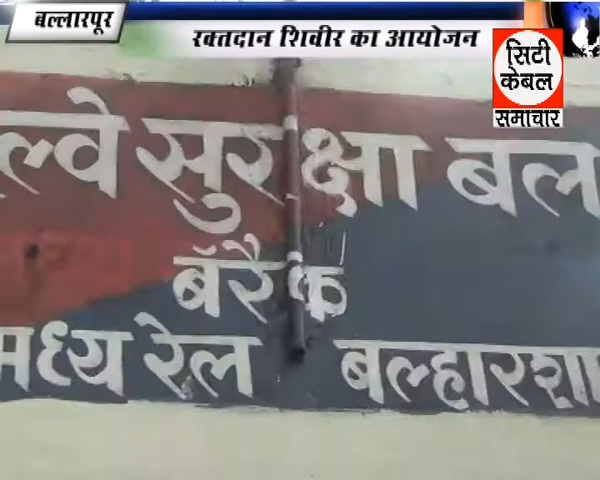 बल्लारपूर
रक्तदान शिवीर का आयोजन
सिटी
केबल
समाचार
ल्वे सुरक्षा बल
बॅरैक
मध्य रेल बल्हारशा